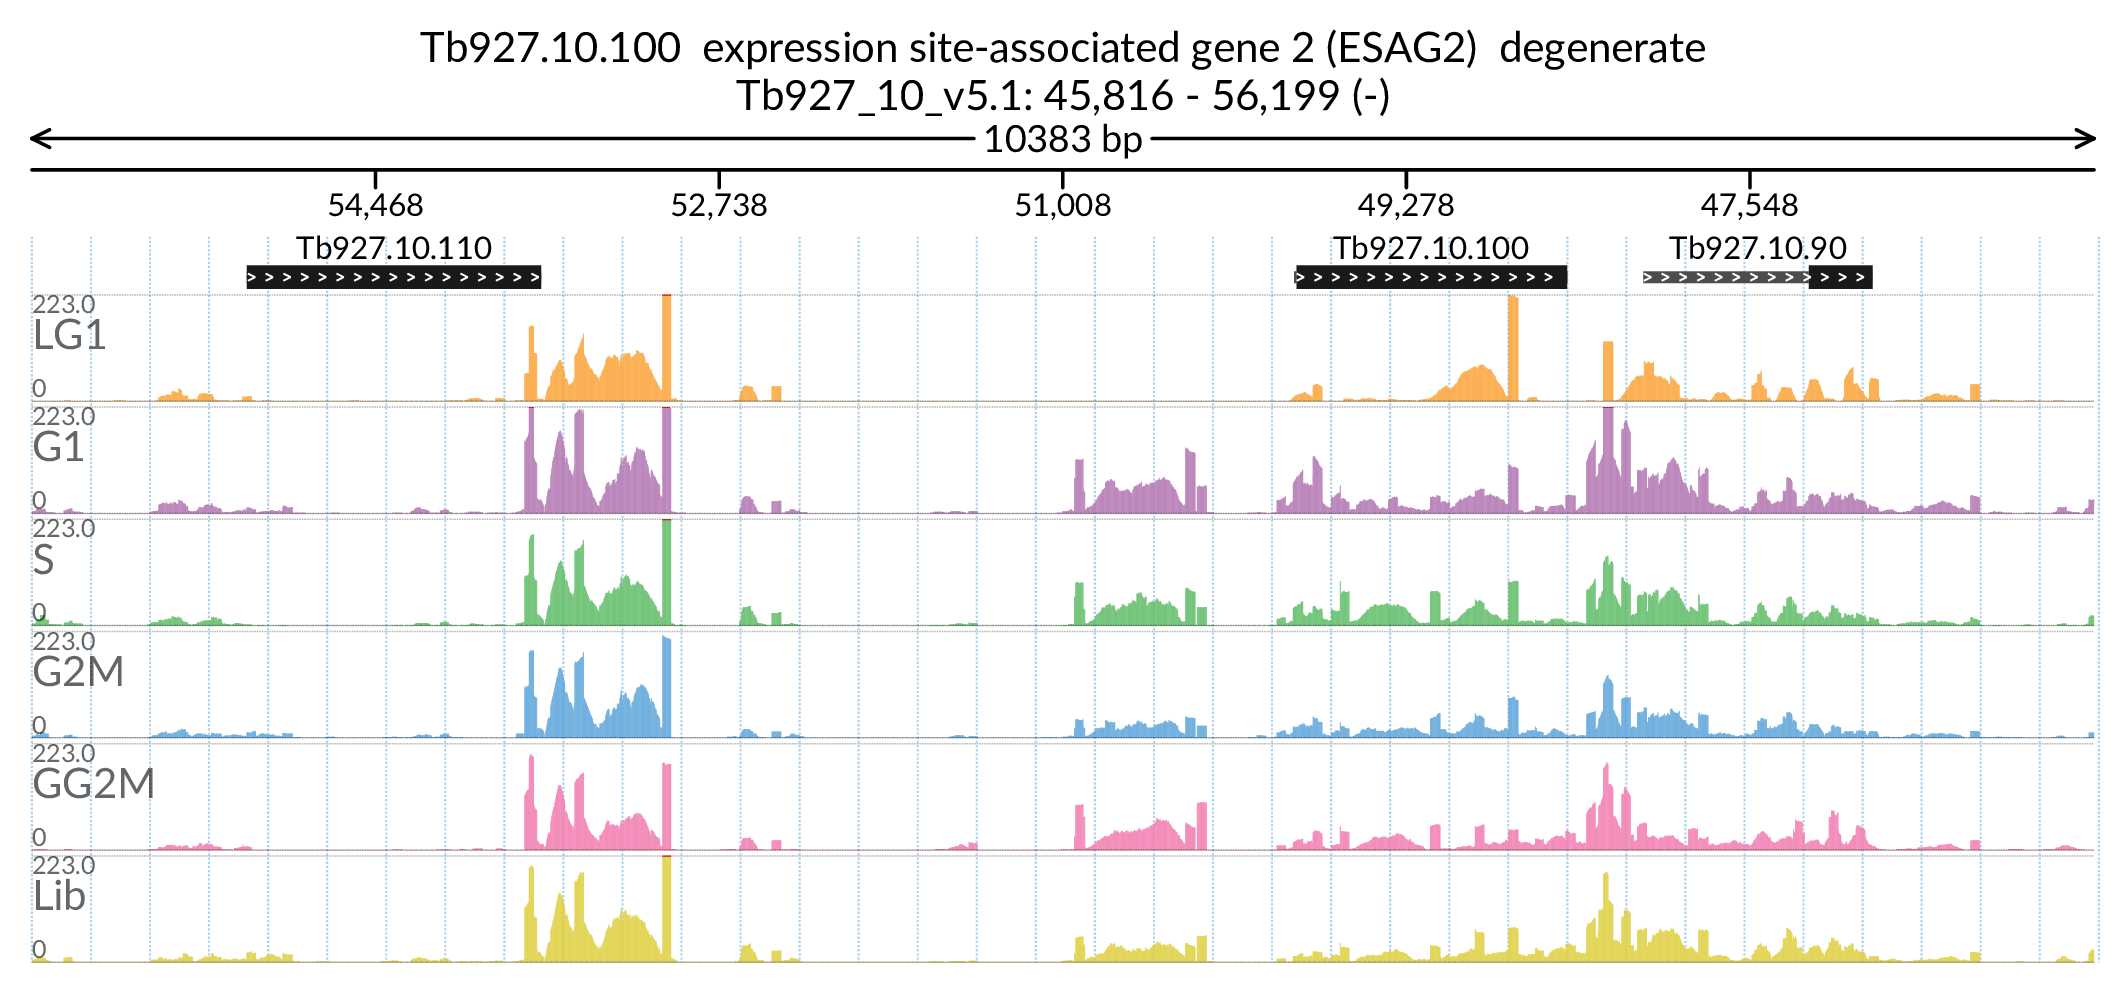 Tb927.10.100 expression site-associated gene 2 (ESAG2) degenerate
Tb927_10_v5.1: 45,816 - 56,199 (-)
10383 bp
54,468 52,738 51,008 49,278 47,548
Tb927.10.110 Tb927.10.100 Tb927.10.90
223.0
LG1
0
223.0
G1
0
223.0
S
0
223.0
G2M
0
223.0
GG2M
0
223.0
Lib
0